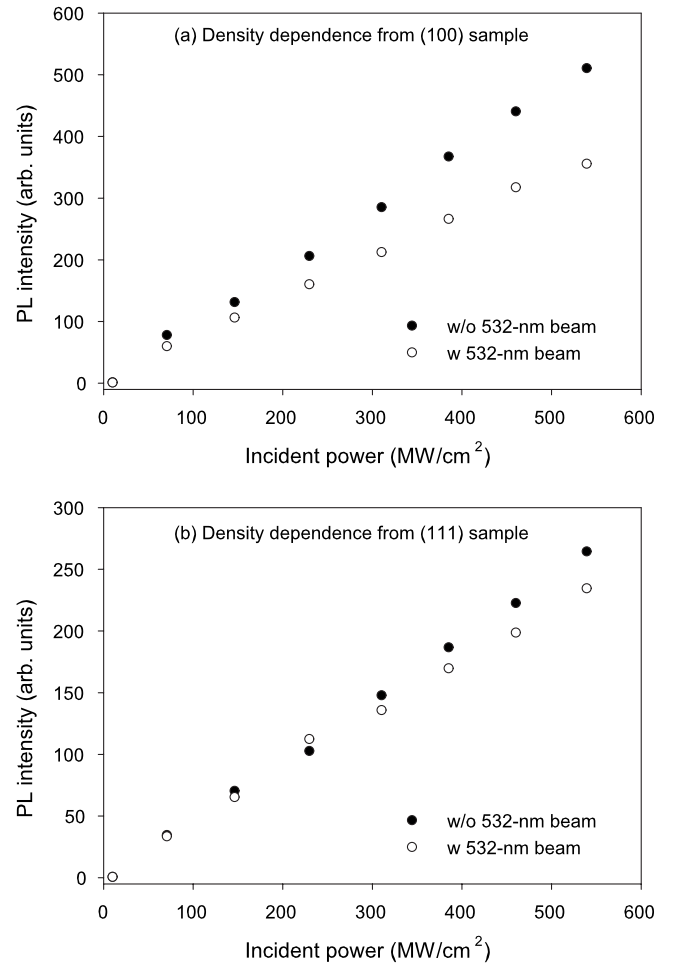 (a) Density dependence from (100) sample
600
500
400
300
200
100
0
PL intensity (arb. units)
w/o 532-nm beam
w 532-nm beam
0 100 200 300 400 500 600
Incident power (MW/cm²)
(b) Density dependence from (111) sample
300
250
200
150
100
50
0
PL intensity (arb. units)
w/o 532-nm beam
w 532-nm beam
0 100 200 300 400 500 600
Incident power (MW/cm²)